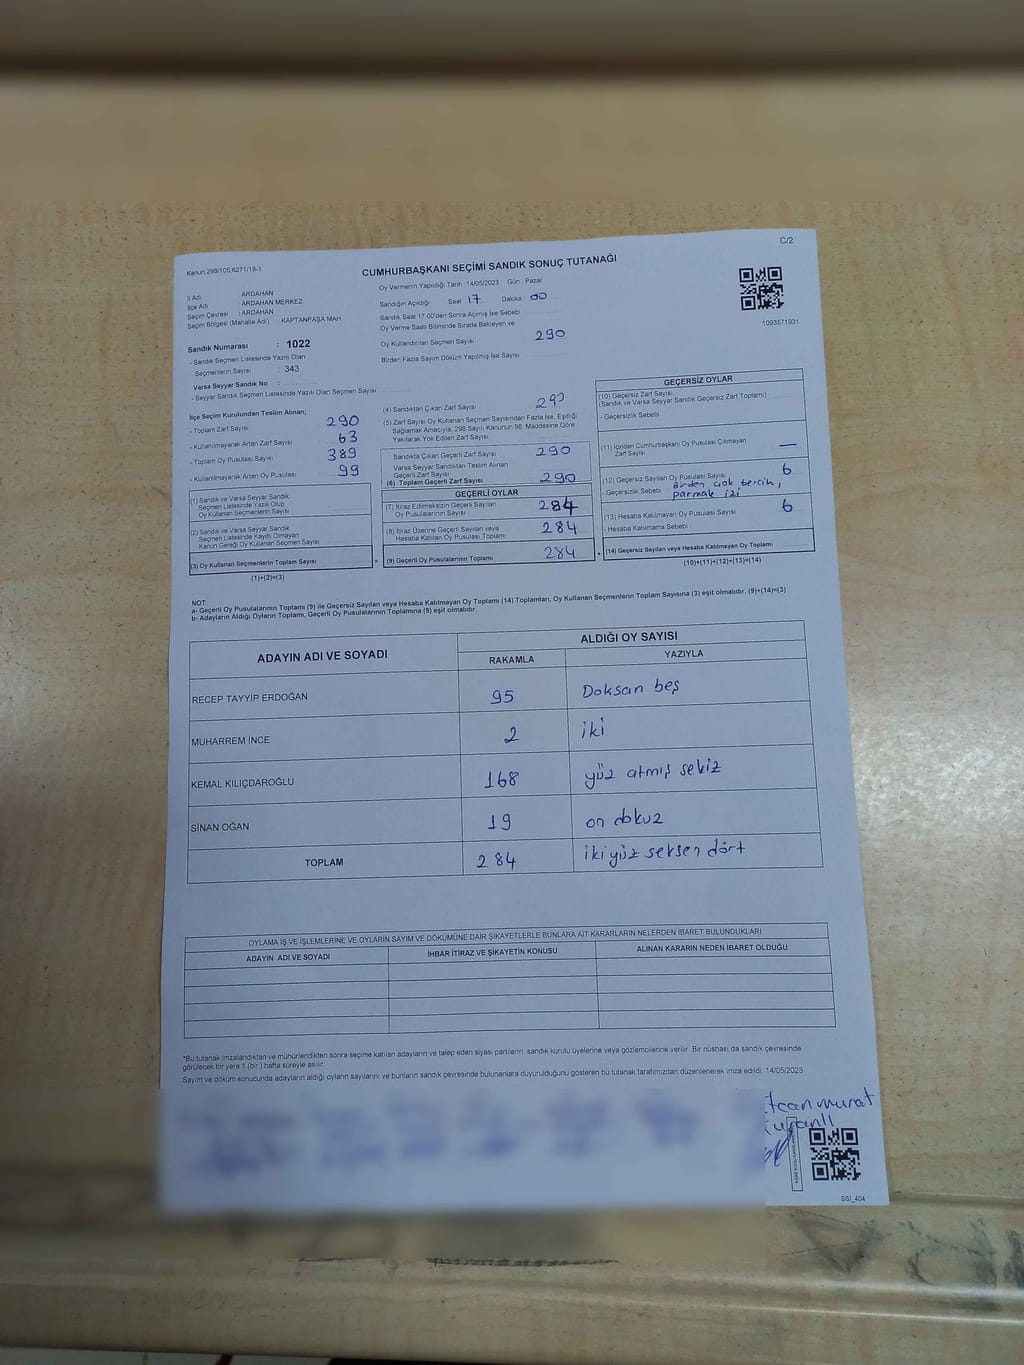 C/2
Kanun:298/105;6271/18-1
CUMHURBAŞKANI SEÇİMİ SANDIK SONUÇ TUTANAĞI
İl Adı ARDAHAN
İlçe Adı ARDAHAN MERKEZ
Seçim Çevresi : ARDAHAN
Seçim Bölgesi (Mahalle Adı) KAPTANPAŞA MAH
Sandık Numarası : 1022
- Sandık Seçmen Listesinde Yazılı Olan
Seçmenlerin Sayısı : 343
Varsa Seyyar Sandık No :
- Seyyar Sandık Seçmen Listesinde Yazılı Olan Seçmen Sayısı
Oy Vermenin Yapıldığı Tarih :14/05/2023 Gün : Pazar
Sandığın Açıldığı Saat 17 Dakika 00
Sandık Saat 17.00'den Sonra Açılmış İse Sebebi
Oy Verme Saati Bitiminde Sırada Bekleyen ve
Oy Kullandırılan Seçmen Sayısı 290
Birden Fazla Sayım Döküm Yapılmış İse Sayısı
1093571931
İlçe Seçim Kurulundan Teslim Alınan;
- Toplam Zarf Sayısı 290
- Kullanılmayarak Artan Zarf Sayısı 63
- Toplam Oy Pusulası Sayısı 389
- Kullanılmayarak Artan Oy Pusulası 99
(1) Sandık ve Varsa Seyyar Sandık
Seçmen Listesinde Yazılı Olup
Oy Kullanan Seçmenlerin Sayısı
(2) Sandık ve Varsa Seyyar Sandık
Seçmen Listesinde Kayıtlı Olmayan
Kanun Gereği Oy Kullanan Seçmen Sayısı
(3) Oy Kullanan Seçmenlerin Toplam Sayısı
(1)+(2)=(3)
(4) Sandıktan Çıkan Zarf Sayısı 290
(5) Zarf Sayısı Oy Kullanan Seçmen Sayısından Fazla İse, Eşitliği
Sağlamak Amacıyla, 298 Sayılı Kanunun 98. Maddesine Göre
Yakılarak Yok Edilen Zarf Sayısı
Sandıkta Çıkan Geçerli Zarf Sayısı 290
Varsa Seyyar Sandıktan Teslim Alınan
Geçerli Zarf Sayısı
(6) Toplam Geçerli Zarf Sayısı 290
GEÇERLİ OYLAR
(7) İtiraz Edilmeksizin Geçerli Sayılan
Oy Pusulalarının Sayısı 284
(8) İtiraz Üzerine Geçerli Sayılan veya
Hesaba Katılan Oy Pusulası Toplamı 284
=
(9) Geçerli Oy Pusulalarının Toplamı 284
+
GEÇERSİZ OYLAR
(10) Geçersiz Zarf Sayısı
(Sandık ve Varsa Seyyar Sandık Geçersiz Zarf Toplamı)
- Geçersizlik Sebebi
(11) İçinden Cumhurbaşkanı Oy Pusulası Çıkmayan
Zarf Sayısı —
(12) Geçersiz Sayılan Oy Pusulası Sayısı 6
- Geçersizlik Sebebi Birden çok tercih,
parmak izi
(13) Hesaba Katılmayan Oy Pusulası Sayısı 6
- Hesaba Katılmama Sebebi
(14) Geçersiz Sayılan veya Hesaba Katılmayan Oy Toplamı
(10)+(11)+(12)+(13)=(14)
NOT:
a- Geçerli Oy Pusulalarının Toplamı (9) ile Geçersiz Sayılan veya Hesaba Katılmayan Oy Toplamı (14) Toplamları, Oy Kullanan Seçmenlerin Toplam Sayısına (3) eşit olmalıdır. (9)+(14)=(3)
b- Adayların Aldığı Oyların Toplamı, Geçerli Oy Pusulalarının Toplamına (9) eşit olmalıdır.
ADAYIN ADI VE SOYADI ALDIĞI OY SAYISI
RAKAMLA YAZIYLA
RECEP TAYYİP ERDOĞAN 95 Doksan beş
MUHARREM İNCE 2 iki
KEMAL KILIÇDAROĞLU 168 yüz atmış sekiz
SİNAN OĞAN 19 on dokuz
TOPLAM 284 iki yüz seksen dört
OYLAMA İŞ VE İŞLEMLERİNE VE OYLARIN SAYIM VE DÖKÜMÜNE DAİR ŞİKAYETLERLE BUNLARA AİT KARARLARIN NELERDEN İBARET BULUNDUKLARI
ADAYIN ADI VE SOYADI İHBAR İTİRAZ VE ŞİKAYETİN KONUSU ALINAN KARARIN NEDEN İBARET OLDUĞU
*Bu tutanak imzalandıktan ve mühürlendikten sonra seçime katılan adayların ve talep eden siyasi partilerin sandık kurulu üyelerine veya gözlemcilerine verilir. Bir nüshası da sandık çevresinde
görülecek bir yere 1 (bir ) hafta süreyle asılır.
Sayım ve döküm sonucunda adayların aldığı oyların sayılarını ve bunların sandık çevresinde bulunanlara duyurulduğunu gösteren bu tutanak tarafımızdan düzenlenerek imza edildi. 14/05/2023
SSI_404